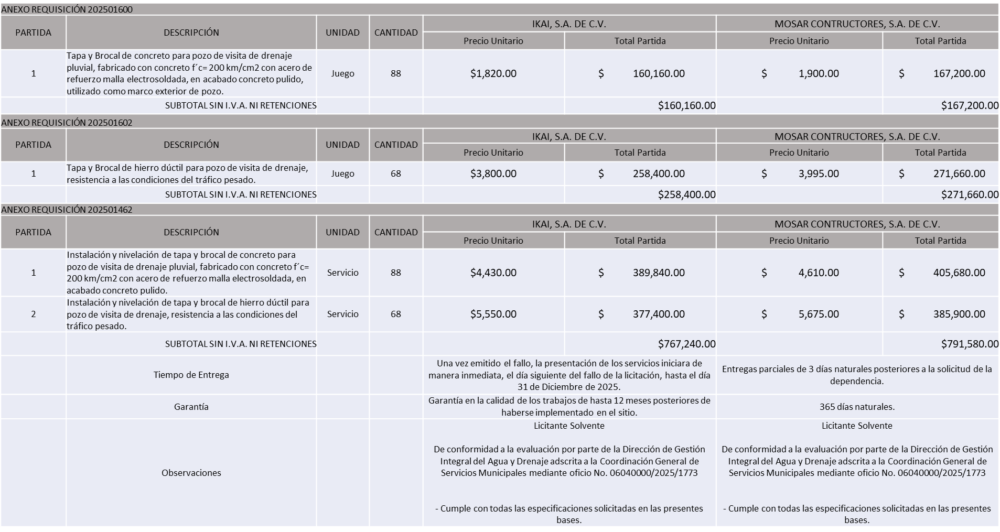 ANEXO REQUISICIÓN 202501600
PARTIDA DESCRIPCIÓN UNIDAD CANTIDAD IKAI, S.A. DE C.V. MOSAR CONTRUCTORES, S.A. DE C.V.
Precio Unitario Total Partida Precio Unitario Total Partida
Tapa y Brocal de concreto para pozo de visita de drenaje
pluvial, fabricado con concreto f´c= 200 km/cm2 con acero de
refuerzo malla electrosoldada, en acabado concreto pulido,
utilizado como marco exterior de pozo.
1 Juego 88 $1,820.00 $ 160,160.00 $ 1,900.00 $ 167,200.00
SUBTOTAL SIN I.V.A. NI RETENCIONES $160,160.00 $167,200.00
ANEXO REQUISICIÓN 202501602
PARTIDA DESCRIPCIÓN UNIDAD CANTIDAD IKAI, S.A. DE C.V. MOSAR CONTRUCTORES, S.A. DE C.V.
Precio Unitario Total Partida Precio Unitario Total Partida
Tapa y Brocal de hierro dúctil para pozo de visita de drenaje,
resistencia a las condiciones del tráfico pesado.
1 Juego 68 $3,800.00 $ 258,400.00 $ 3,995.00 $ 271,660.00
SUBTOTAL SIN I.V.A. NI RETENCIONES $258,400.00 $271,660.00
ANEXO REQUISICIÓN 202501462
PARTIDA DESCRIPCIÓN UNIDAD CANTIDAD IKAI, S.A. DE C.V. MOSAR CONTRUCTORES, S.A. DE C.V.
Precio Unitario Total Partida Precio Unitario Total Partida
Instalación y nivelación de tapa y brocal de concreto para
pozo de visita de drenaje pluvial, fabricado con concreto f´c=
200 km/cm2 con acero de refuerzo malla electrosoldada, en
acabado concreto pulido.
1 Servicio 88 $4,430.00 $ 389,840.00 $ 4,610.00 $ 405,680.00
Instalación y nivelación de tapa y brocal de hierro dúctil para
pozo de visita de drenaje, resistencia a las condiciones del
tráfico pesado.
2 Servicio 68 $5,550.00 $ 377,400.00 $ 5,675.00 $ 385,900.00
SUBTOTAL SIN I.V.A. NI RETENCIONES $767,240.00 $791,580.00
Tiempo de Entrega
Una vez emitido el fallo, la presentación de los servicios iniciara de
manera inmediata, el día siguiente del fallo de la licitación, hasta el día
31 de Diciembre de 2025.
Entregas parciales de 3 días naturales posteriores a la solicitud de la
dependencia.
Garantía
Garantía en la calidad de los trabajos de hasta 12 meses posteriores de
haberse implementado en el sitio.
365 días naturales.
Observaciones
Licitante Solvente
De conformidad a la evaluación por parte de la Dirección de Gestión
Integral del Agua y Drenaje adscrita a la Coordinación General de
Servicios Municipales mediante oficio No. 06040000/2025/1773
- Cumple con todas las especificaciones solicitadas en las presentes
bases.
Licitante Solvente
De conformidad a la evaluación por parte de la Dirección de Gestión
Integral del Agua y Drenaje adscrita a la Coordinación General de
Servicios Municipales mediante oficio No. 06040000/2025/1773
- Cumple con todas las especificaciones solicitadas en las presentes
bases.